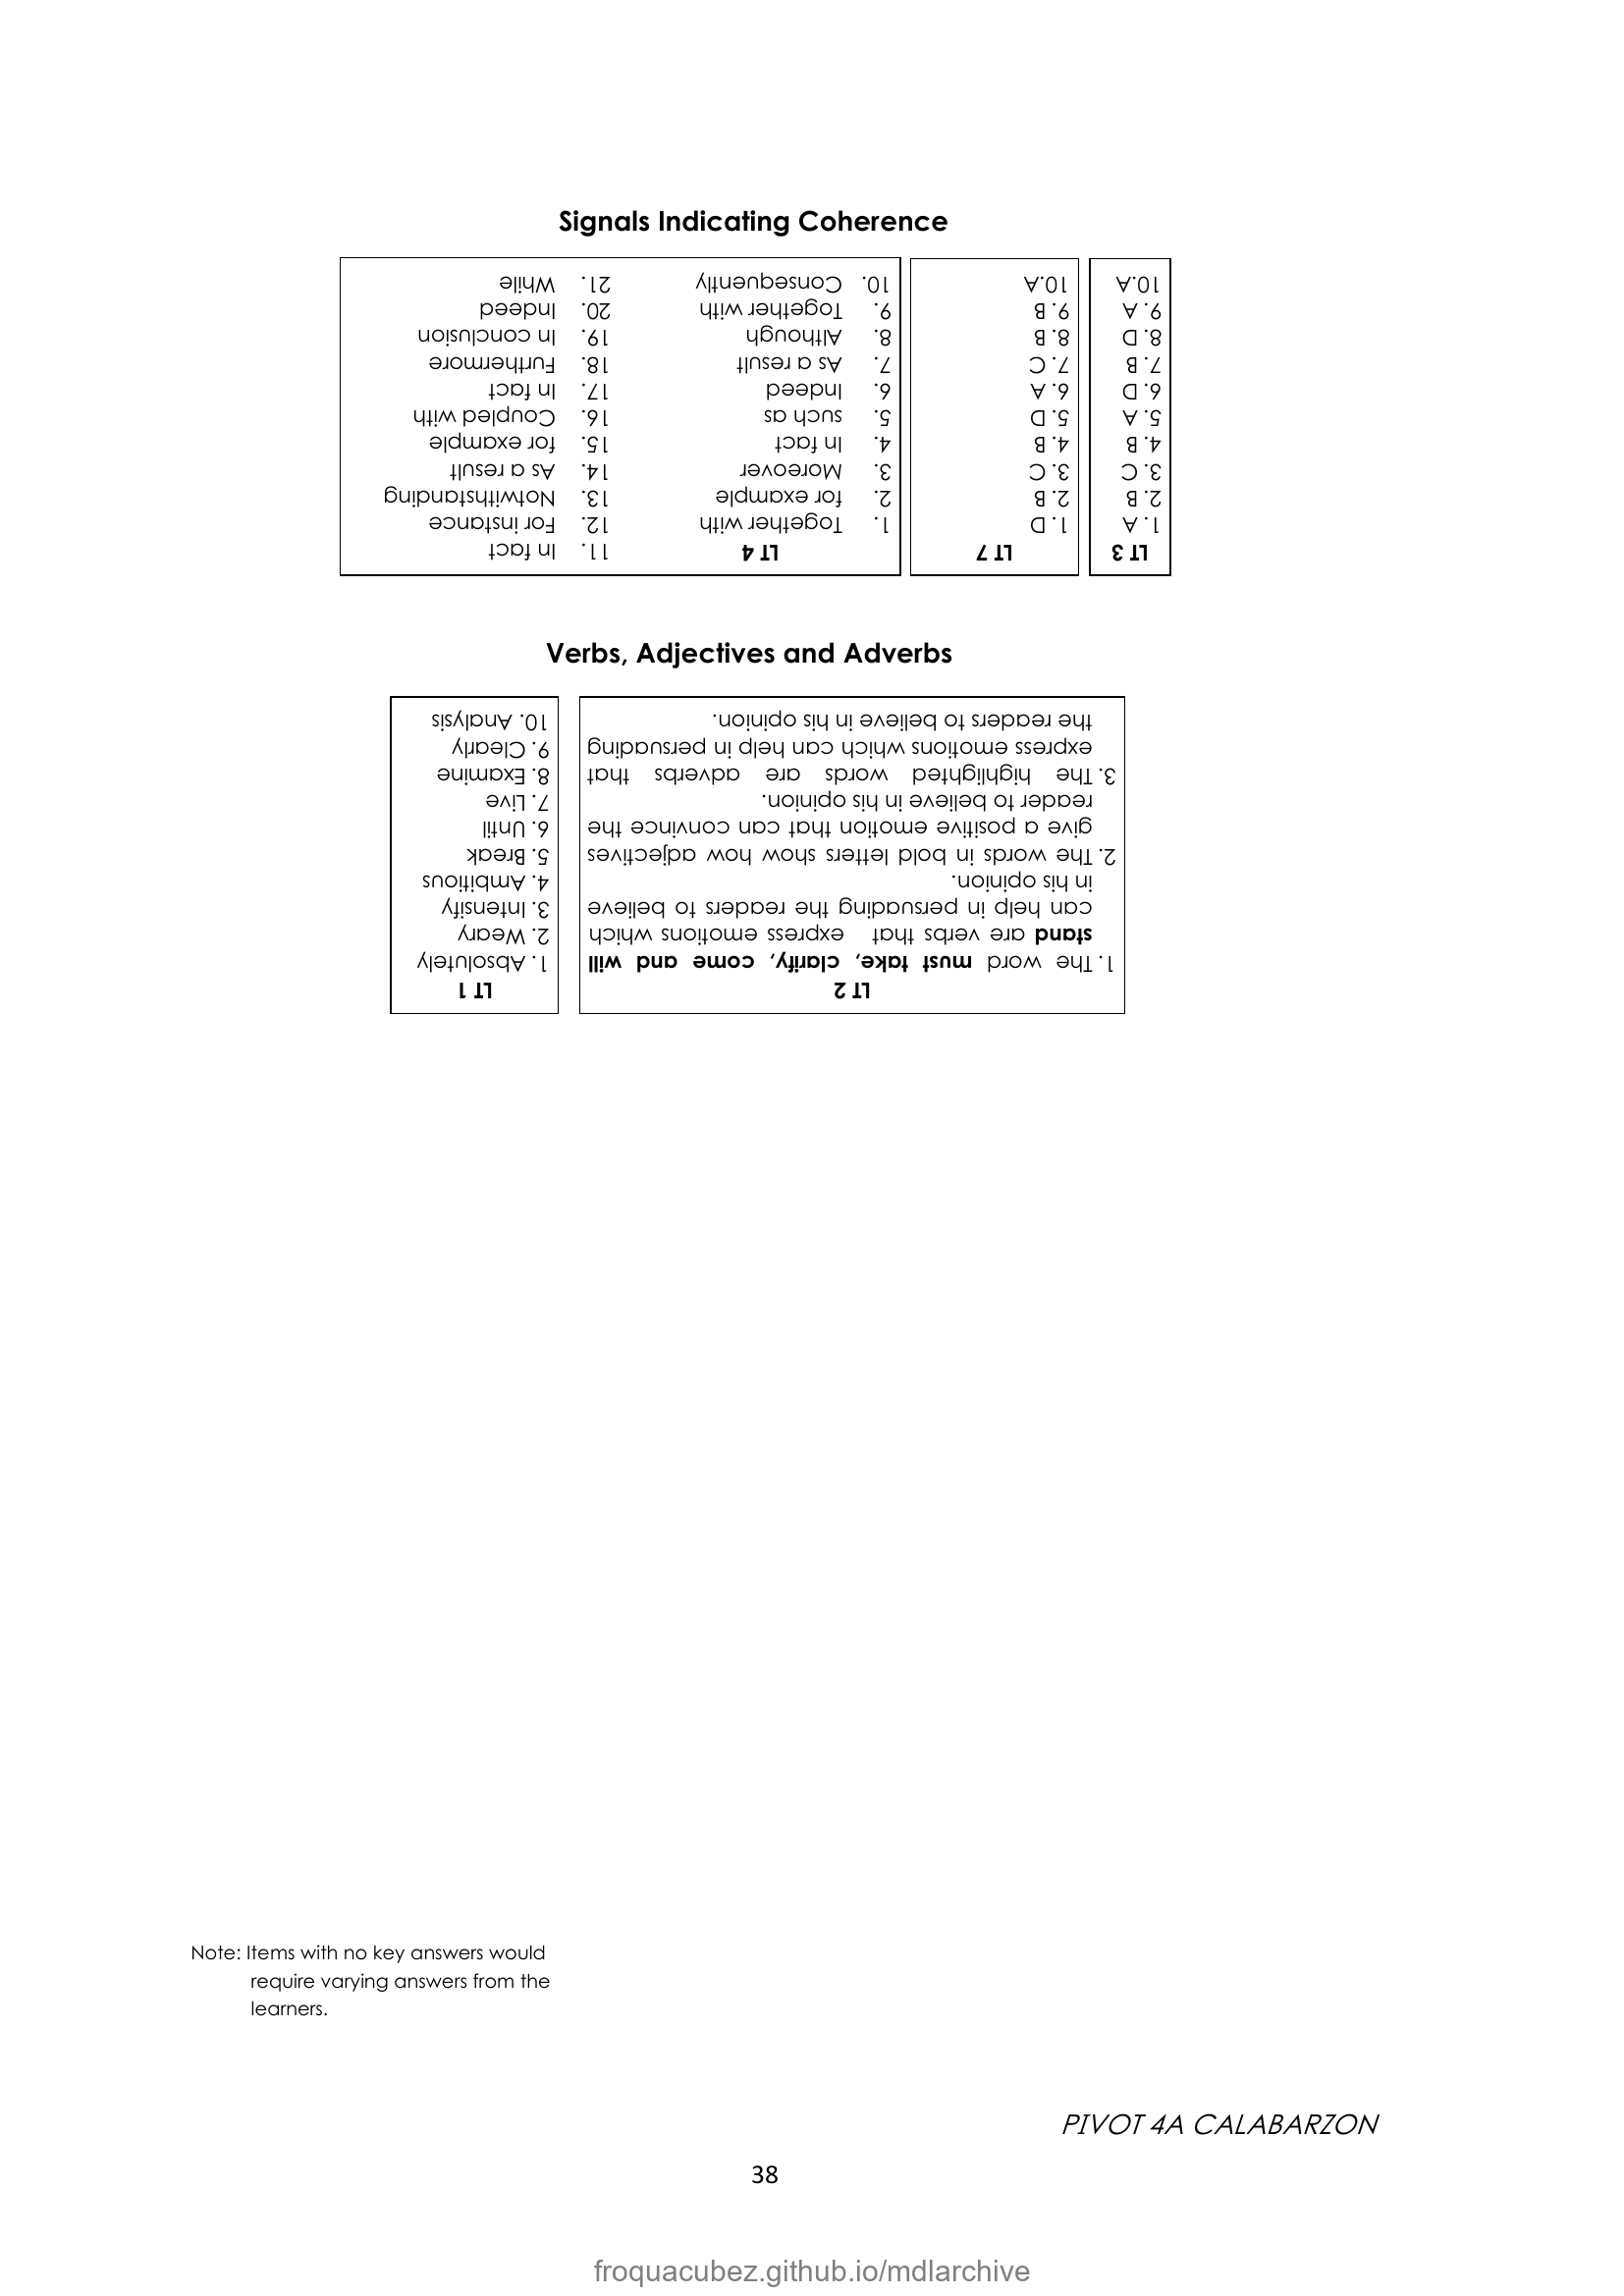 Signals Indicating Coherence
LT 3
1. A
2. B
3. C
4. B
5. A
6. D
7. B
8. D
9. A
10.A
LT 7
1. D
2. B
3. C
4. B
5. D
6. A
7. C
8. B
9. B
10.A
LT 4
1. Together with
2. for example
3. Moreover
4. In fact
5. such as
6. Indeed
7. As a result
8. Although
9. Together with
10. Consequently
11. In fact
12. For instance
13. Notwithstanding
14. As a result
15. for example
16. Coupled with
17. In fact
18. Furthermore
19. In conclusion
20. Indeed
21. While
Verbs, Adjectives and Adverbs
LT 2
1. The word must take, clarify, come and will
stand are verbs that express emotions which
can help in persuading the readers to believe
in his opinion.
2. The words in bold letters show how adjectives
give a positive emotion that can convince the
reader to believe in his opinion.
3. The highlighted words are adverbs that
express emotions which can help in persuading
the readers to believe in his opinion.
LT 1
1. Absolutely
2. Weary
3. Intensify
4. Ambitious
5. Break
6. Until
7. Live
8. Examine
9. Clearly
10. Analysis
Note: Items with no key answers would
require varying answers from the
learners.
PIVOT 4A CALABARZON
38
froquacubez.github.io/mdlarchive